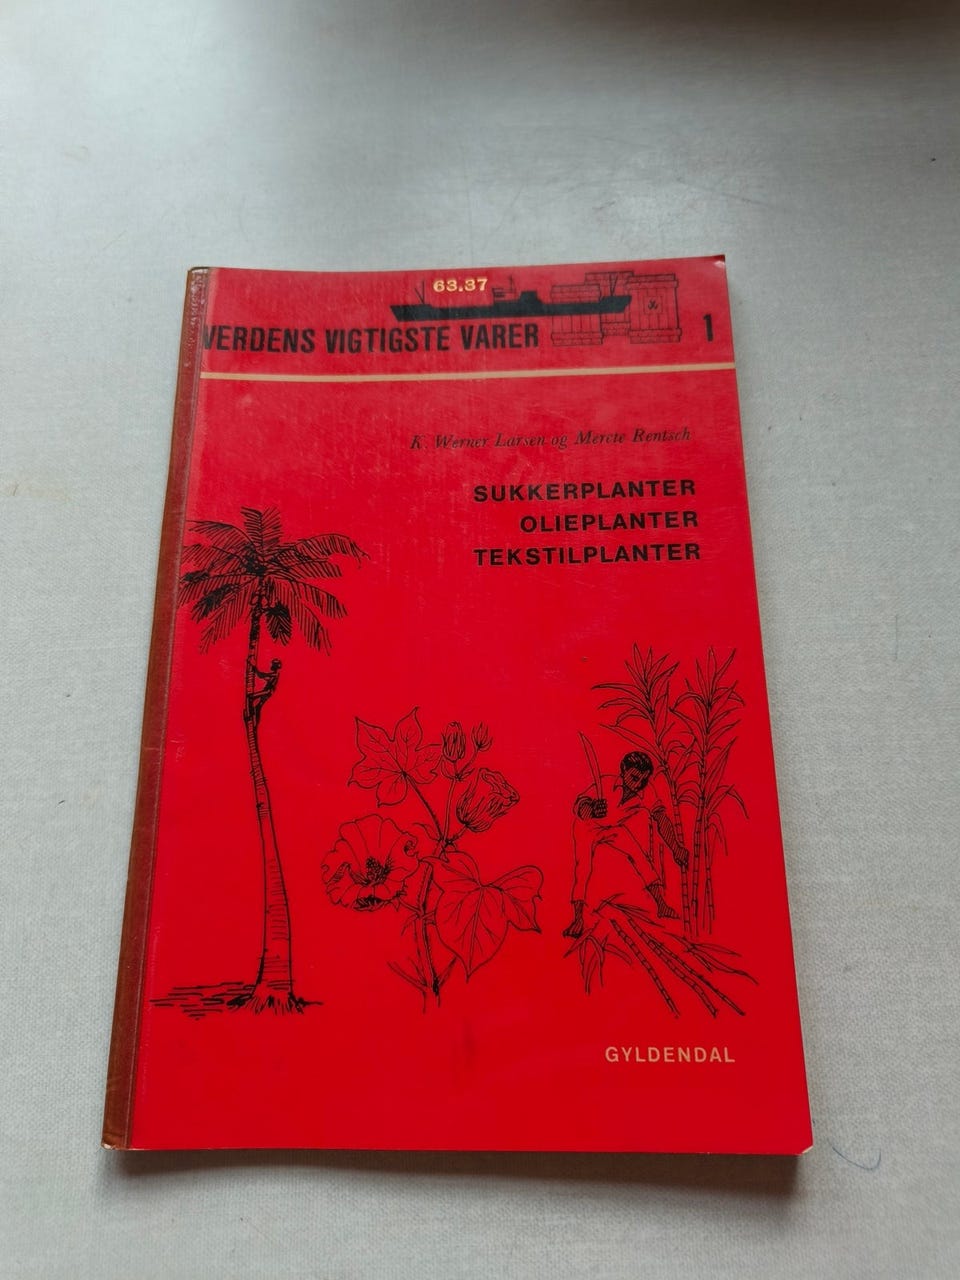 63.37
VERDENS VIGTIGSTE VARER
1
K. Werner Larsen og Merete Rentsch
SUKKERPLANTER
OLIEPLANTER
TEKSTILPLANTER
GYLDENDAL